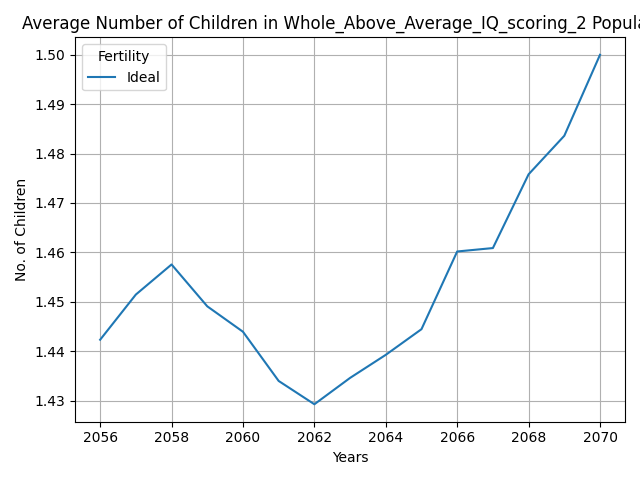 Average Number of Children in Whole_Above_Average_IQ_scoring_2 Popula
Fertility
Ideal
No. of Children
1.50
1.49
1.48
1.47
1.46
1.45
1.44
1.43
2056 2058 2060 2062 2064 2066 2068 2070
Years